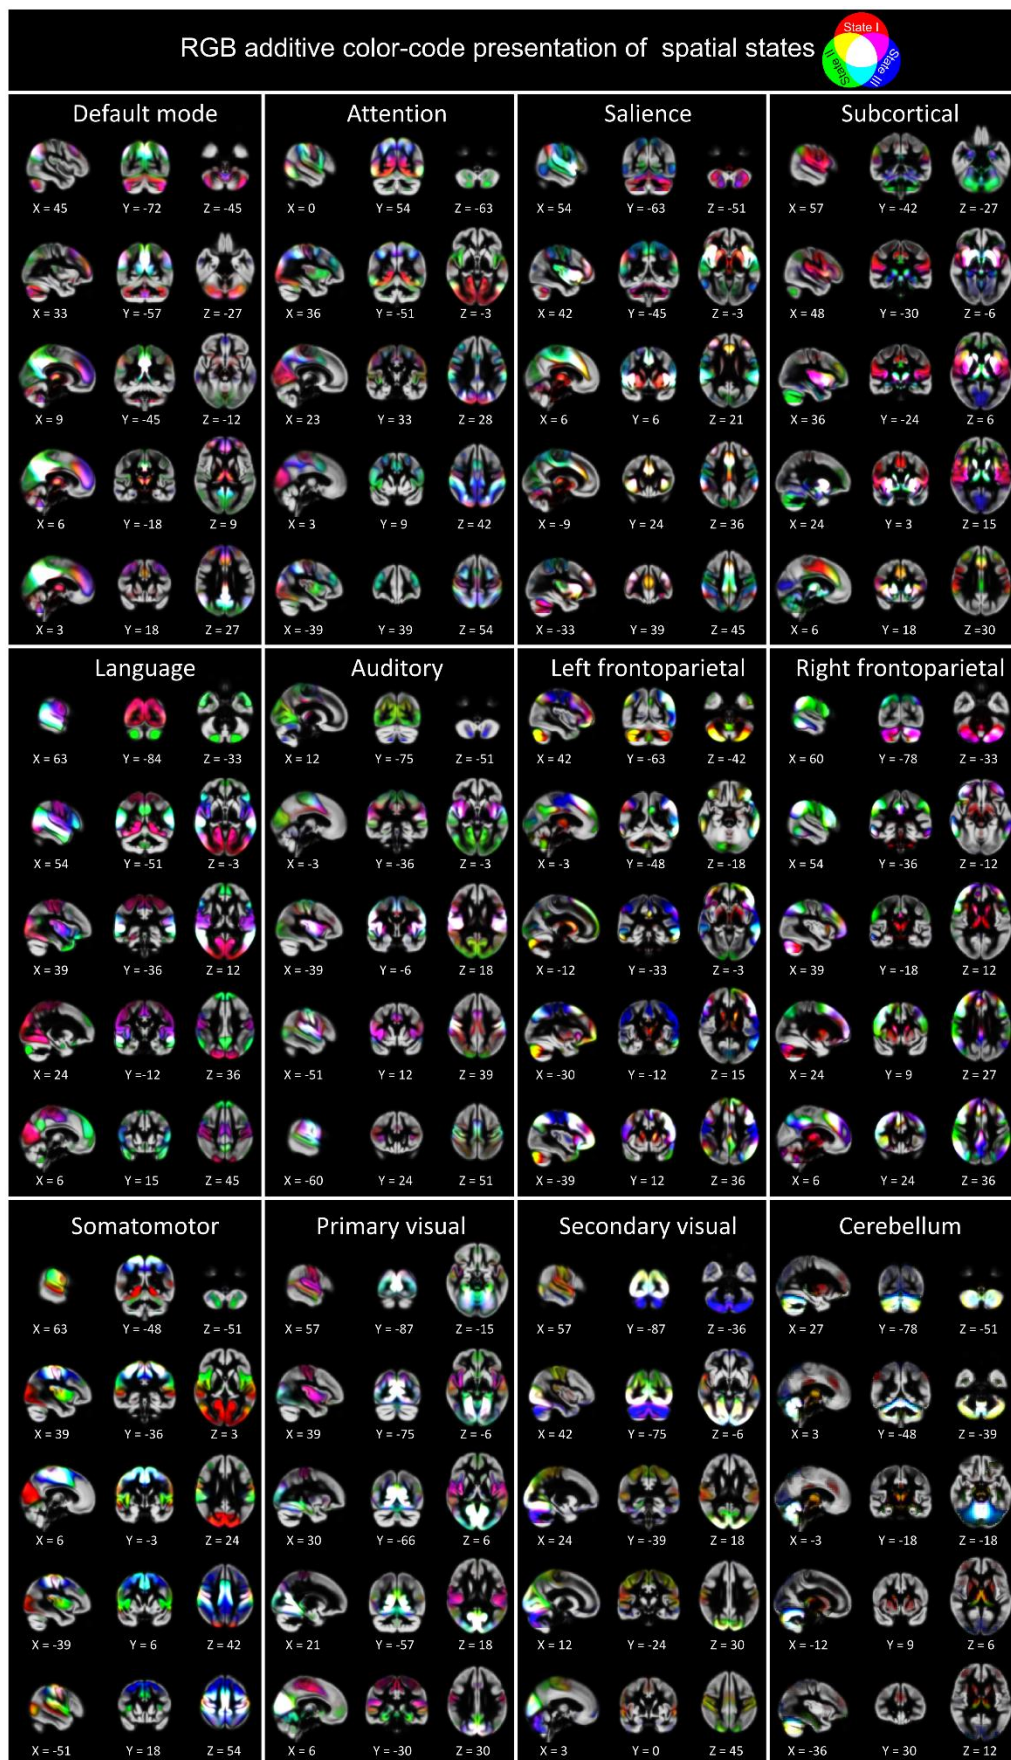 RGB additive color-code presentation of spatial states
State I
State II
State III
Default mode
X = 45 Y = -72 Z = -45
X = 33 Y = -57 Z = -27
X = 9 Y = -45 Z = -12
X = 6 Y = -18 Z = 9
X = 3 Y = 18 Z = 27
Attention
X = 0 Y = 54 Z = -63
X = 36 Y = -51 Z = -3
X = 23 Y = 33 Z = 28
X = 3 Y = 9 Z = 42
X = -39 Y = 39 Z = 54
Salience
X = 54 Y = -63 Z = -51
X = 42 Y = -45 Z = -3
X = 6 Y = 6 Z = 21
X = -9 Y = 24 Z = 36
X = -33 Y = 39 Z = 45
Subcortical
X = 57 Y = -42 Z = -27
X = 48 Y = -30 Z = -6
X = 36 Y = -24 Z = 6
X = 24 Y = 3 Z = 15
X = 6 Y = 18 Z =30
Language
X = 63 Y = -84 Z = -33
X = 54 Y = -51 Z = -3
X = 39 Y = -36 Z = 12
X = 24 Y =-12 Z = 36
X = 6 Y = 15 Z = 45
Auditory
X = 12 Y = -75 Z = -51
X = -3 Y = -36 Z = -3
X = -39 Y = -6 Z = 18
X = -51 Y = 12 Z = 39
X = -60 Y = 24 Z = 51
Left frontoparietal
X = 42 Y = -63 Z = -42
X = -3 Y = -48 Z = -18
X = -12 Y = -33 Z = -3
X = -30 Y = -12 Z = 15
X = -39 Y = 12 Z = 36
Right frontoparietal
X = 60 Y = -78 Z = -33
X = 54 Y = -36 Z = -12
X = 39 Y = -18 Z = 12
X = 24 Y = 9 Z = 27
X = 6 Y = 24 Z = 36
Somatomotor
X = 63 Y = -48 Z = -51
X = 39 Y = -36 Z = 3
X = 6 Y = -3 Z = 24
X = -39 Y = 6 Z = 42
X = -51 Y = 18 Z = 54
Primary visual
X = 57 Y = -87 Z = -15
X = 39 Y = -75 Z = -6
X = 30 Y = -66 Z = 6
X = 21 Y = -57 Z = 18
X = 6 Y = -30 Z = 30
Secondary visual
X = 57 Y = -87 Z = -36
X = 42 Y = -75 Z = -6
X = 24 Y = -39 Z = 18
X = 12 Y = -24 Z = 30
X = 3 Y = 0 Z = 45
Cerebellum
X = 27 Y = -78 Z = -51
X = 3 Y = -48 Z = -39
X = -3 Y = -18 Z = -18
X = -12 Y = 9 Z = 6
X = -36 Y = 30 Z = 12